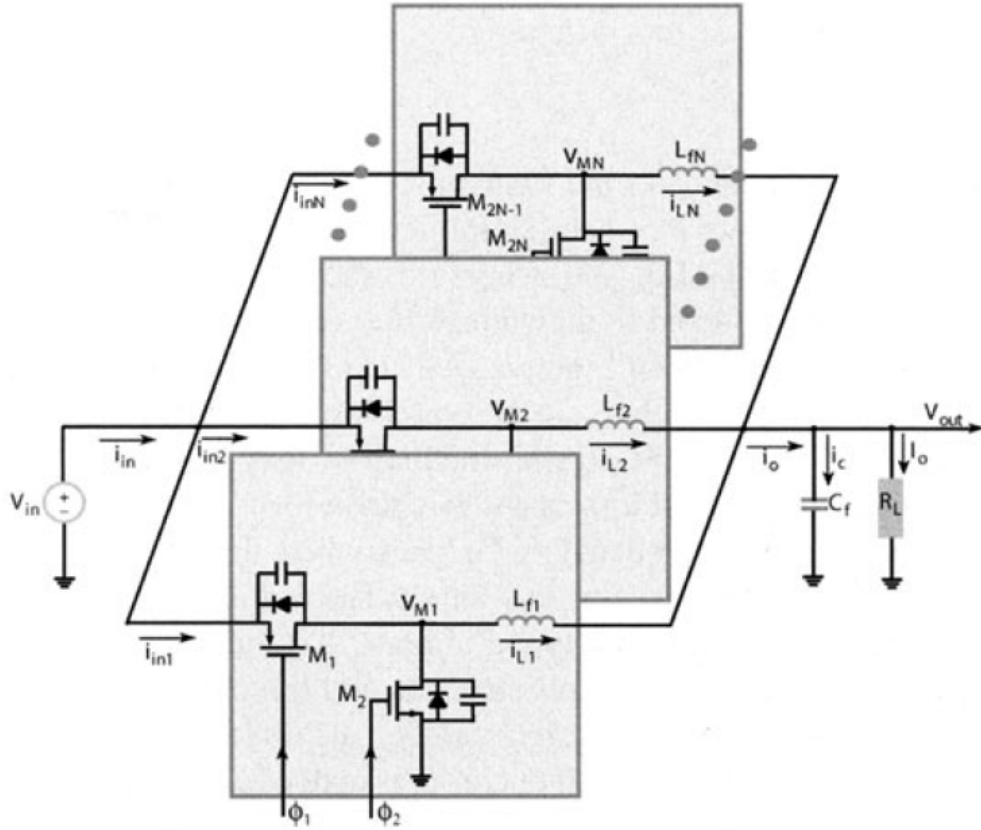 V_MN
L_fN
i_inN
M_2N-1
i_LN
M_2N
V_M2
L_f2
V_out
i_in
i_in2
i_L2
i_o
i_c
I_o
V_in
+
−
C_f
R_L
V_M1
L_f1
i_in1
M_1
i_L1
M_2
ϕ_1
ϕ_2